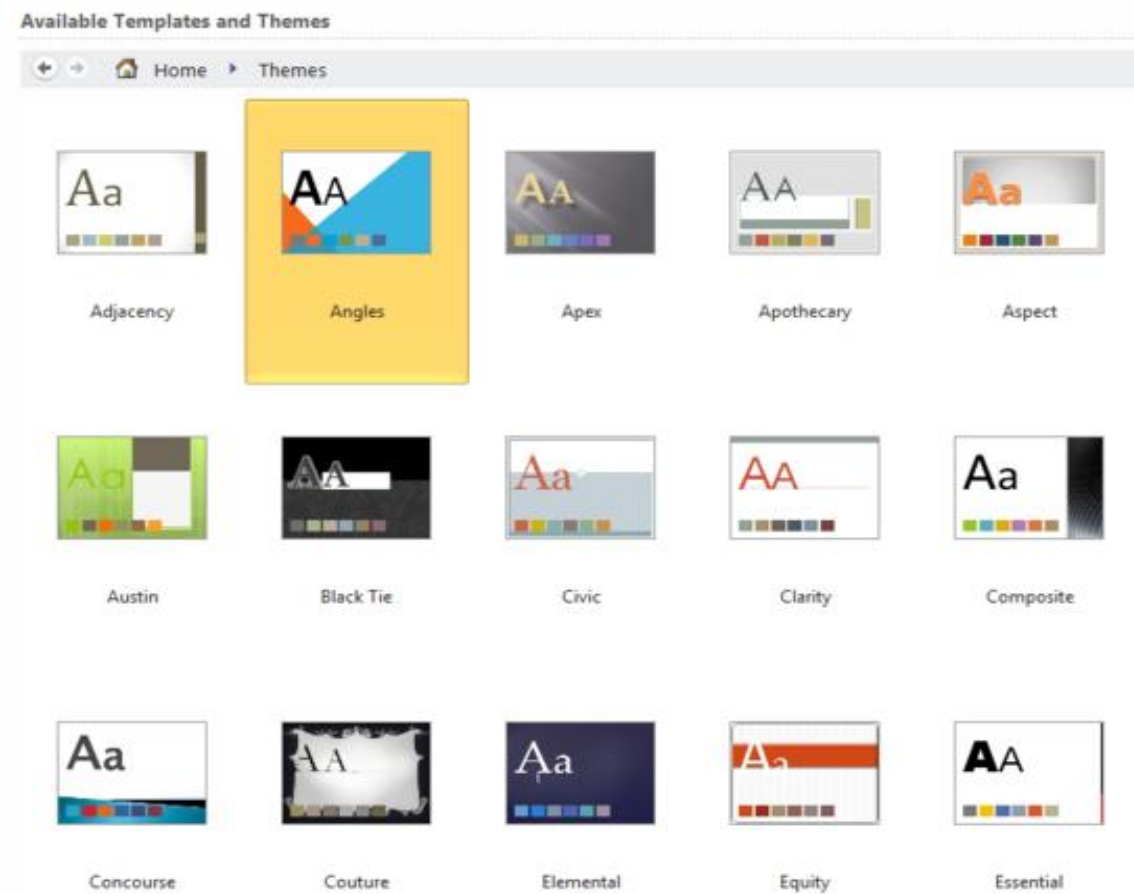 Available Templates and Themes
Home Themes
Aa AA AA AA Aa
Adjacency Angles Apex Apothecary Aspect
Aa AA Aa AA Aa
Austin Black Tie Civic Clarity Composite
Aa AA Aa Aa AA
Concourse Couture Elemental Equity Essential